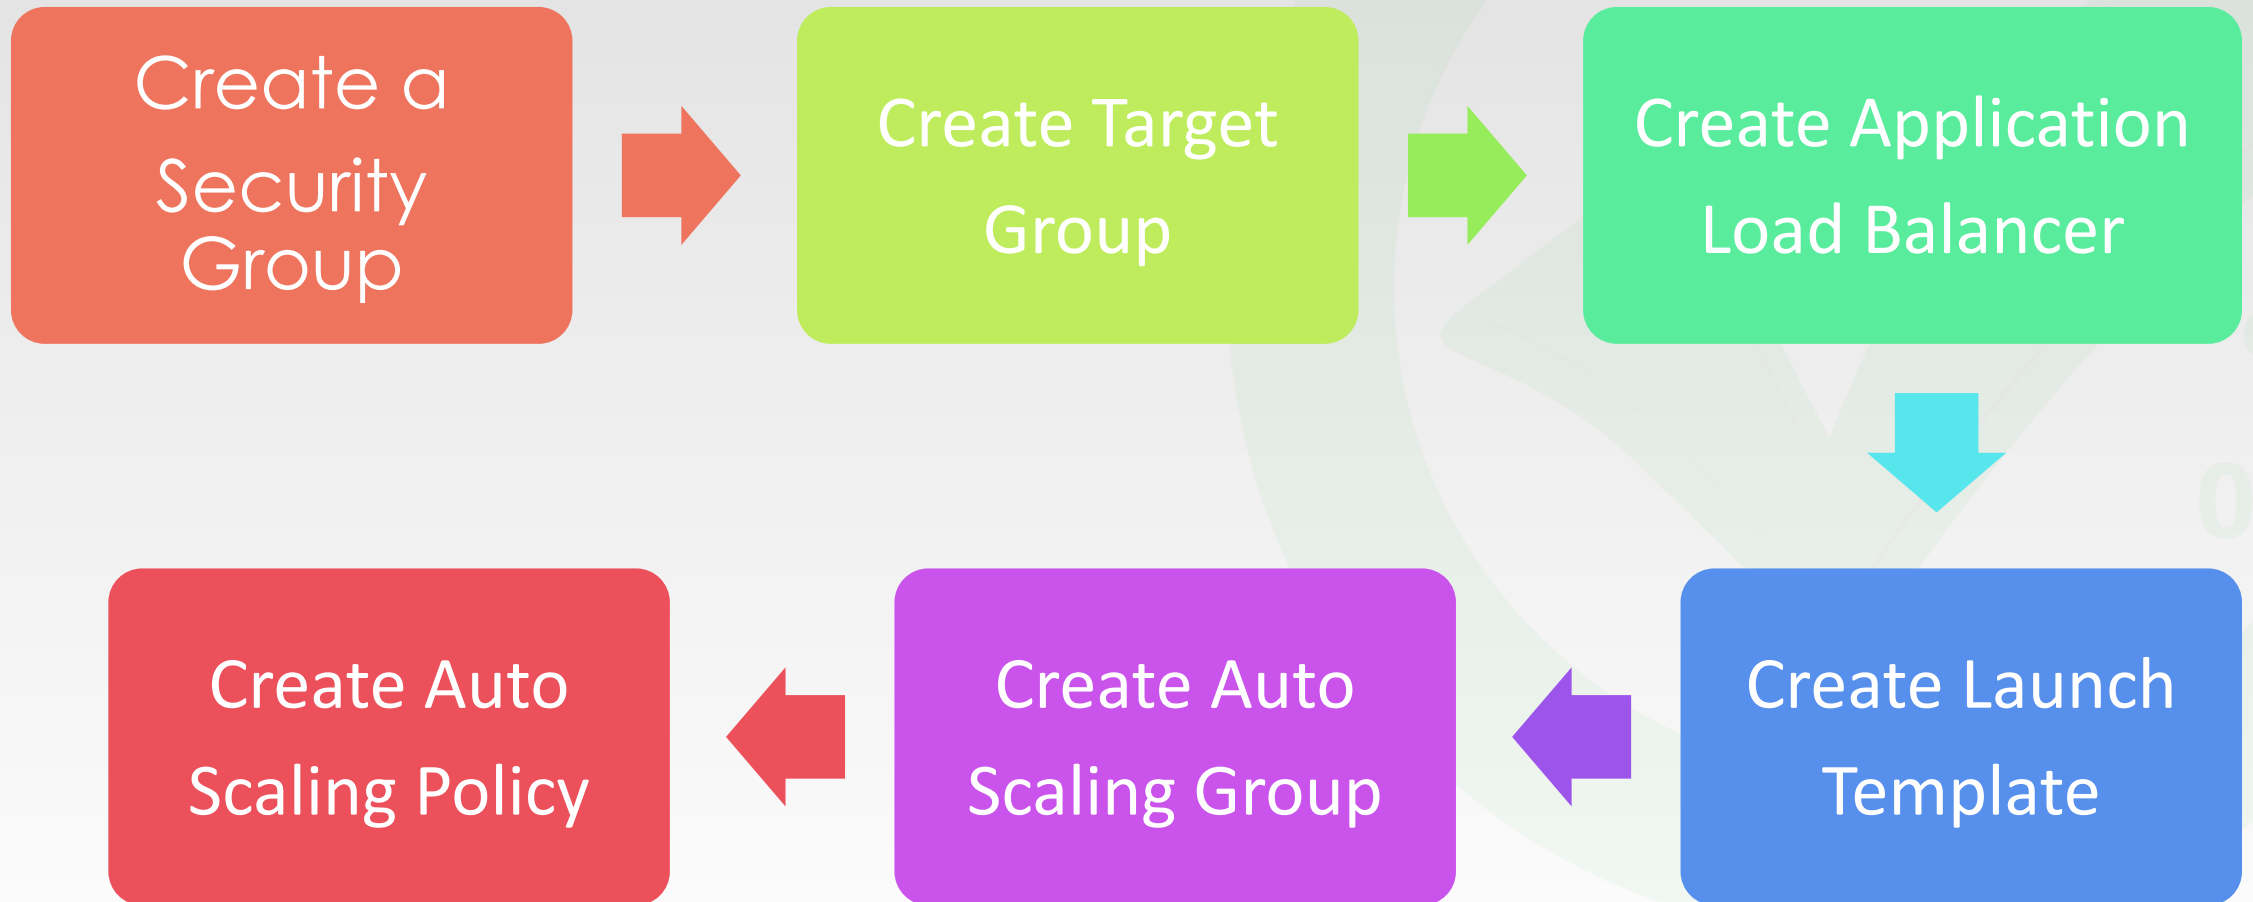 Create a
Security
Group
Create Target
Group
Create Application
Load Balancer
Create Launch
Template
Create Auto
Scaling Group
Create Auto
Scaling Policy
0